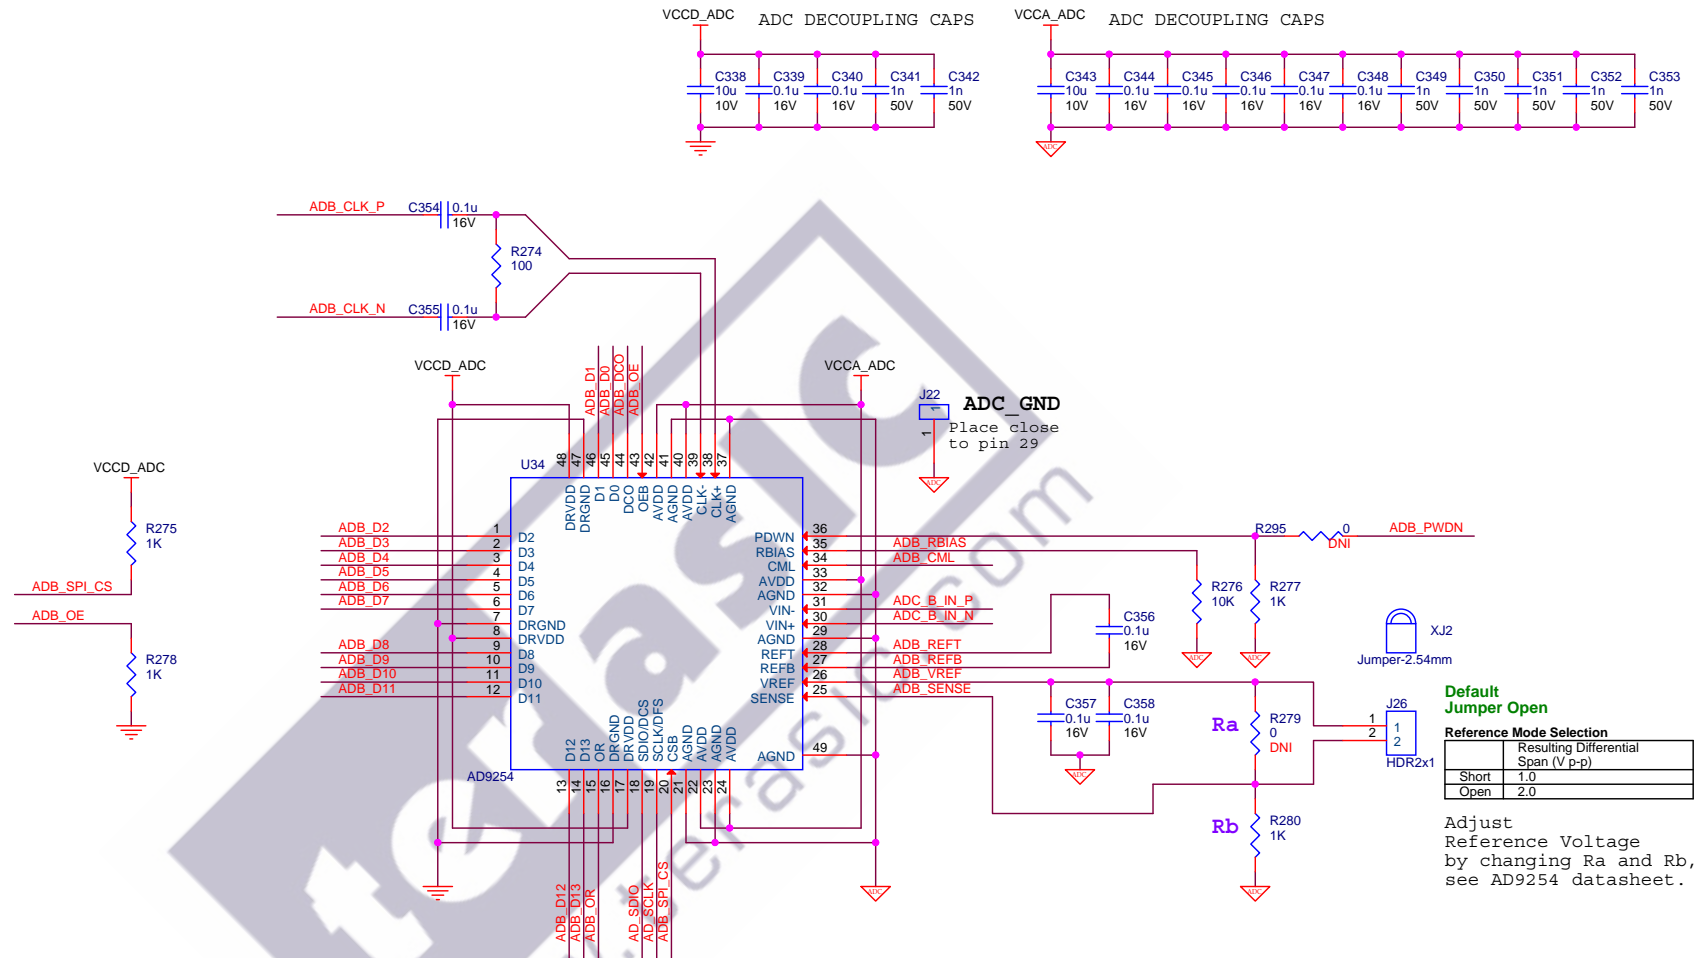 VCCD_ADC
ADC DECOUPLING CAPS
VCCA_ADC
ADC DECOUPLING CAPS
C338
10u
10V
C339
0.1u
16V
C340
0.1u
16V
C341
1n
50V
C342
1n
50V
C343
10u
10V
C344
0.1u
16V
C345
0.1u
16V
C346
0.1u
16V
C347
0.1u
16V
C348
0.1u
16V
C349
1n
50V
C350
1n
50V
C351
1n
50V
C352
1n
50V
C353
1n
50V
ADC
ADB_CLK_P
C354
0.1u
16V
R274
100
ADB_CLK_N
C355
0.1u
16V
VCCD_ADC
ADB_D1
ADB_D0
ADB_DCO
ADB_OE
VCCA_ADC
J22
1
1
ADC_GND
Place close
to pin 29
ADC
VCCD_ADC
R275
1K
ADB_SPI_CS
ADB_OE
R278
1K
U34
48
47
46
45
44
43
42
41
40
39
38
37
DRVDD
DRGND
D1
D0
DCO
OEB
AVDD
AGND
AVDD
CLK-
CLK+
AGND
ADB_D2 1 D2
ADB_D3 2 D3
ADB_D4 3 D4
ADB_D5 4 D5
ADB_D6 5 D6
ADB_D7 6 D7
7 DRGND
8 DRVDD
ADB_D8 9 D8
ADB_D9 10 D9
ADB_D10 11 D10
ADB_D11 12 D11
PDWN 36
RBIAS 35 ADB_RBIAS
CML 34 ADB_CML
AVDD 33
AGND 32
VIN- 31 ADC_B_IN_P
VIN+ 30 ADC_B_IN_N
AGND 29
REFT 28 ADB_REFT
REFB 27 ADB_REFB
VREF 26 ADB_VREF
SENSE 25 ADB_SENSE
AGND 49
D12
D13
OR
DRGND
DRVDD
SDIO/DCS
SCLK/DFS
CSB
AGND
AVDD
AGND
AVDD
AD9254
13
14
15
16
17
18
19
20
21
22
23
24
ADB_D12
ADB_D13
ADB_OR
AD_SDIO
AD_SCLK
ADB_SPI_CS
ADC
R295
0
DNI
ADB_PWDN
R276
10K
R277
1K
ADC
ADC
C356
0.1u
16V
C357
0.1u
16V
C358
0.1u
16V
ADC
Ra
R279
0
DNI
Rb
R280
1K
ADC
XJ2
Jumper-2.54mm
J26
1
2
1
2
HDR2x1
Default
Jumper Open
Reference Mode Selection
Resulting Differential
Span (V p-p)
Short 1.0
Open 2.0
Adjust
Reference Voltage
by changing Ra and Rb,
see AD9254 datasheet.
terasic
terasic.com